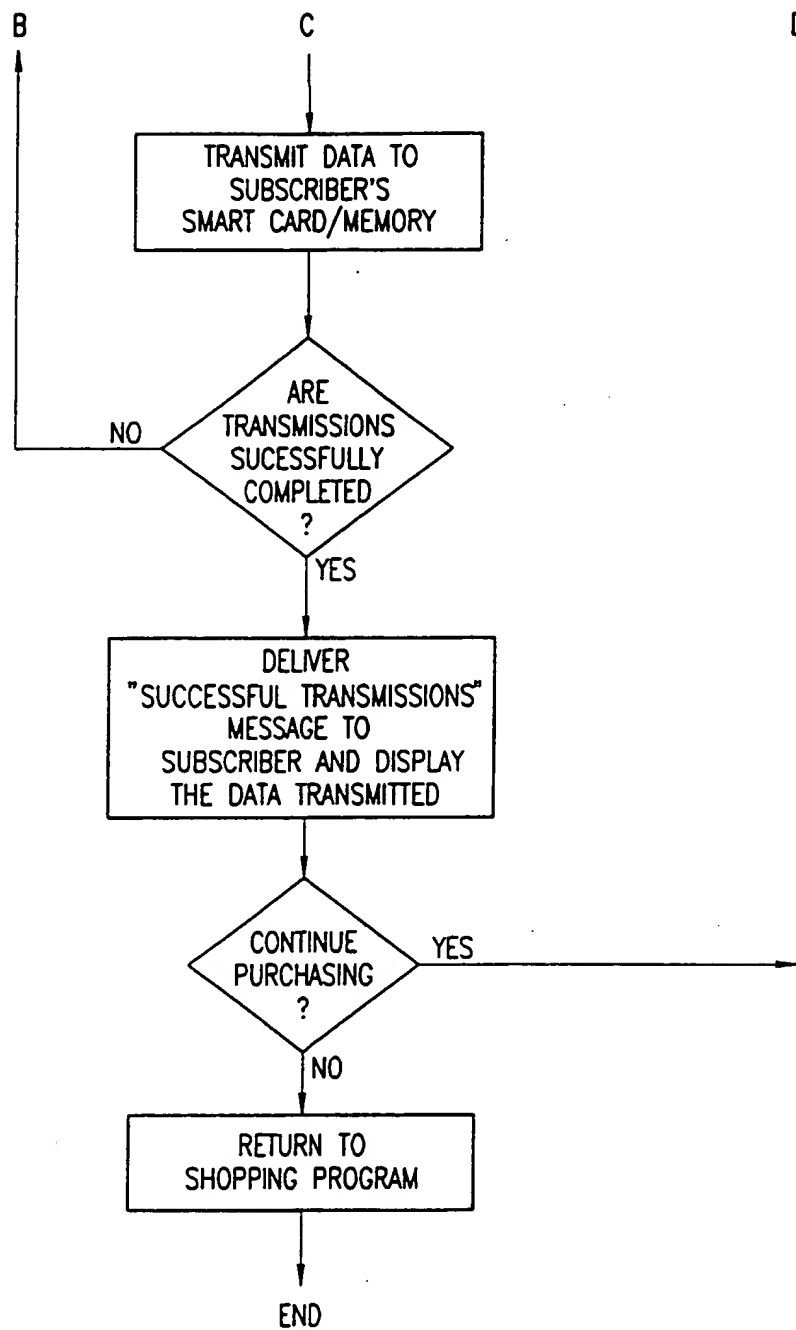 B
C
TRANSMIT DATA TO
SUBSCRIBER'S
SMART CARD/MEMORY
ARE
TRANSMISSIONS
SUCESSFULLY
COMPLETED
?
NO
YES
DELIVER
"SUCCESSFUL TRANSMISSIONS"
MESSAGE TO
SUBSCRIBER AND DISPLAY
THE DATA TRANSMITTED
CONTINUE
PURCHASING
?
YES
NO
RETURN TO
SHOPPING PROGRAM
END